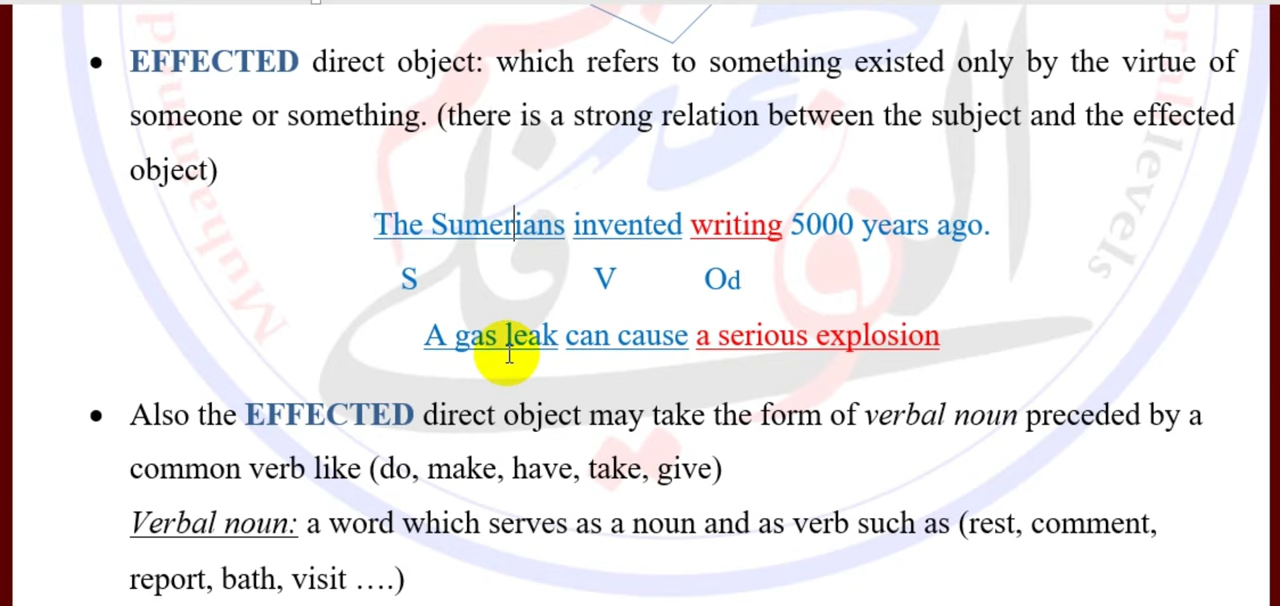 • EFFECTED direct object: which refers to something existed only by the virtue of
someone or something. (there is a strong relation between the subject and the effected
object)
The Sumerians invented writing 5000 years ago.
S V Od
A gas leak can cause a serious explosion
• Also the EFFECTED direct object may take the form of verbal noun preceded by a
common verb like (do, make, have, take, give)
Verbal noun: a word which serves as a noun and as verb such as (rest, comment,
report, bath, visit ….)